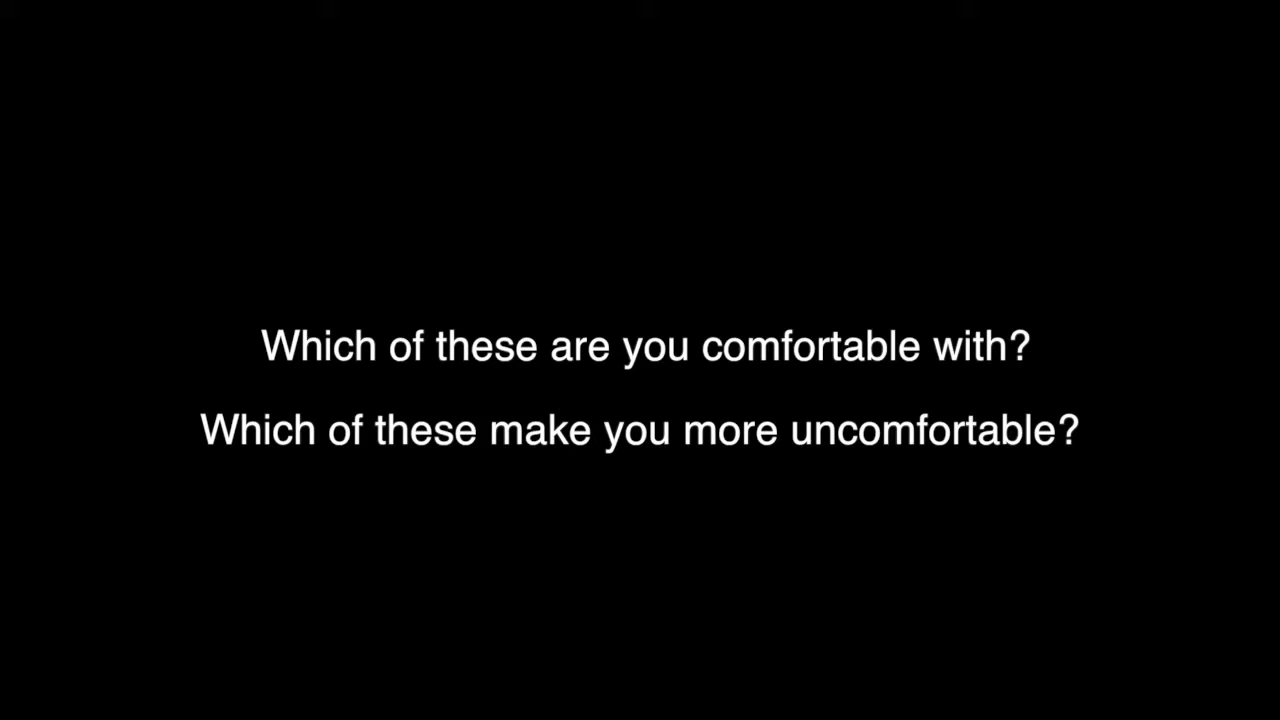 Which of these are you comfortable with?
Which of these make you more uncomfortable?